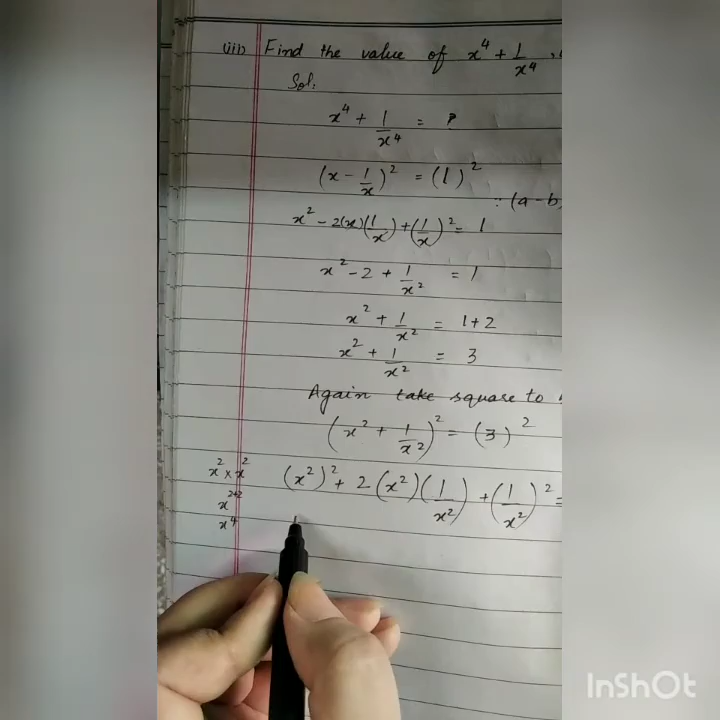 (iii) Find the value of x⁴ + 1/x⁴,
Sol:
x⁴ + 1/x⁴ = ?
(x - 1/x)² = (1)²
∵ (a - b
x² - 2(x)(1/x) + (1/x)² = 1
x² - 2 + 1/x² = 1
x² + 1/x² = 1+2
x² + 1/x² = 3
Again take square to
(x² + 1/x²)² = (3)²
x² × x²
(x²)² + 2(x²)(1/x²) + (1/x²)² =
x²⁺²
x⁴
InShOt